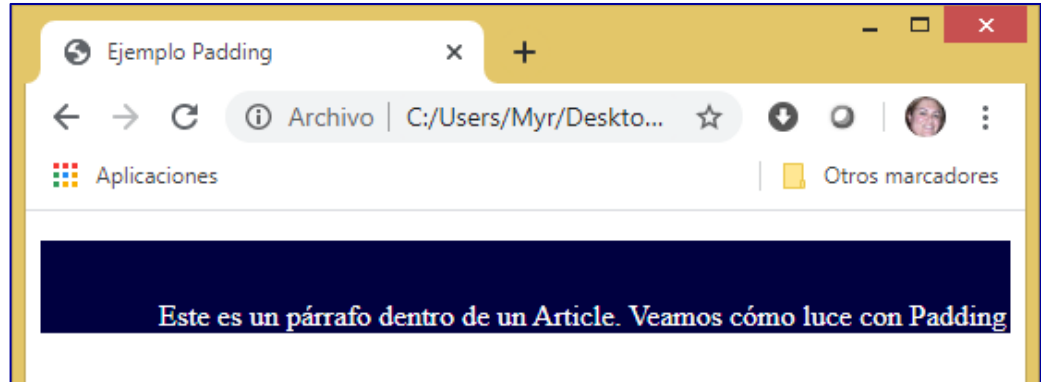 Ejemplo Padding
Archivo | C:/Users/Myr/Deskto...
Aplicaciones
Otros marcadores
Este es un párrafo dentro de un Article. Veamos cómo luce con Padding